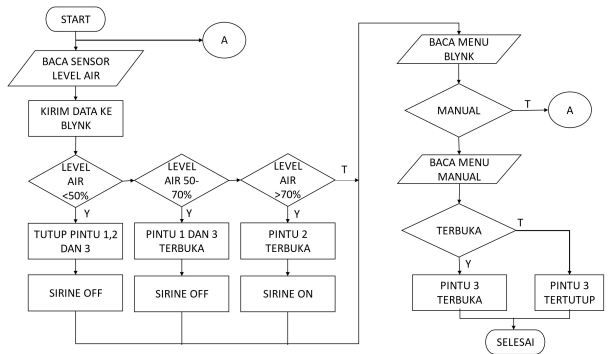 START
A
BACA SENSOR
LEVEL AIR
KIRIM DATA KE
BLYNK
LEVEL
AIR
<50%
Y
TUTUP PINTU 1,2
DAN 3
SIRINE OFF
LEVEL
AIR 50-
70%
Y
PINTU 1 DAN 3
TERBUKA
SIRINE OFF
LEVEL
AIR
>70%
T
Y
PINTU 2
TERBUKA
SIRINE ON
BACA MENU
BLYNK
MANUAL
T
A
BACA MENU
MANUAL
TERBUKA
T
Y
PINTU 3
TERBUKA
PINTU 3
TERTUTUP
SELESAI